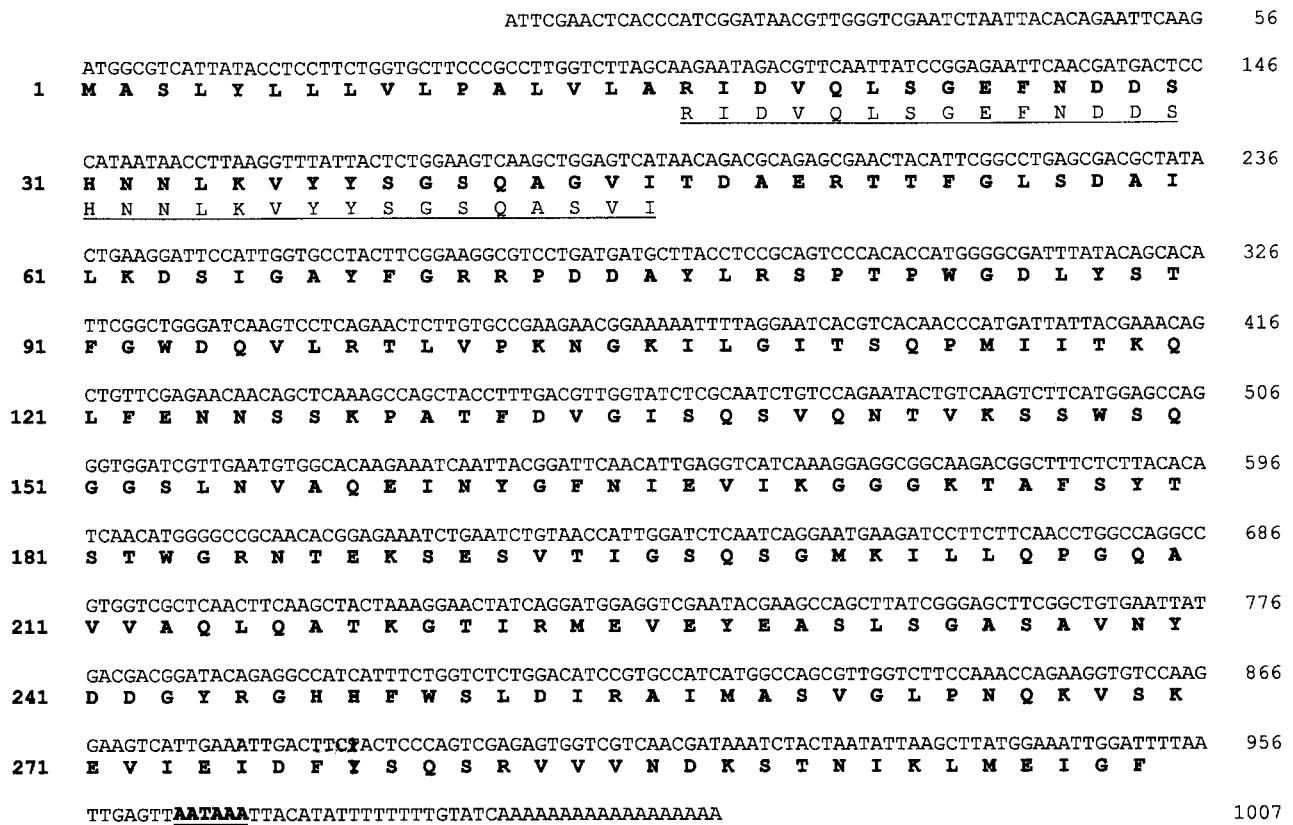 ATTCGAACTCACCCATCGGATAACGTTGGGTCGAATCTAATTACACAGAATTCAAG 56
ATGGCGTCATTATACCTCCTTCTGGTGCTTCCCGCCTTGGTCTTAGCAAGAATAGACGTTCAATTATCCGGAGAATTCAACGATGACTCC 146
1 M A S L Y L L L V L P A L V L A R I D V Q L S G E F N D D S
R I D V Q L S G E F N D D S
CATAATAACCTTAAGGTTTATTACTCTGGAAGTCAAGCTGGAGTCATAACAGACGCAGAGCGAACTACATTCGGCCTGAGCGACGCTATA 236
31 H N N L K V Y Y S G S Q A G V I T D A E R T T F G L S D A I
H N N L K V Y Y S G S Q A S V I
CTGAAGGATTCCATTGGTGCCTACTTCGGAAGGCGTCCTGATGATGCTTACCTCCGCAGTCCCACACCATGGGGCGATTTATACAGCACA 326
61 L K D S I G A Y F G R R P D D A Y L R S P T P W G D L Y S T
TTCGGCTGGGATCAAGTCCTCAGAACTCTTGTGCCGAAGAACGGAAAAATTTTAGGAATCACGTCACAACCCATGATTATTACGAAACAG 416
91 F G W D Q V L R T L V P K N G K I L G I T S Q P M I I T K Q
CTGTTCGAGAACAACAGCTCAAAGCCAGCTACCTTTGACGTTGGTATCTCGCAATCTGTCCAGAATACTGTCAAGTCTTCATGGAGCCAG 506
121 L F E N N S S K P A T F D V G I S Q S V Q N T V K S S W S Q
GGTGGATCGTTGAATGTGGCACAAGAAATCAATTACGGATTCAACATTGAGGTCATCAAAGGAGGCGGCAAGACGGCTTTCTCTTACACA 596
151 G G S L N V A Q E I N Y G F N I E V I K G G G K T A F S Y T
TCAACATGGGGCCGCAACACGGAGAAATCTGAATCTGTAACCATTGGATCTCAATCAGGAATGAAGATCCTTCTTCAACCTGGCCAGGCC 686
181 S T W G R N T E K S E S V T I G S Q S G M K I L L Q P G Q A
GTGGTCGCTCAACTTCAAGCTACTAAAGGAACTATCAGGATGGAGGTCGAATACGAAGCCAGCTTATCGGGAGCTTCGGCTGTGAATTAT 776
211 V V A Q L Q A T K G T I R M E V E Y E A S L S G A S A V N Y
GACGACGGATACAGAGGCCATCATTTCTGGTCTCTGGACATCCGTGCCATCATGGCCAGCGTTGGTCTTCCAAACCAGAAGGTGTCCAAG 866
241 D D G Y R G H H F W S L D I R A I M A S V G L P N Q K V S K
GAAGTCATTGAAATTGACTTCTACTCCCAGTCGAGAGTGGTCGTCAACGATAAATCTACTAATATTAAGCTTATGGAAATTGGATTTTAA 956
271 E V I E I D F Y S Q S R V V V N D K S T N I K L M E I G F
TTGAGTTAATAAATTACATATTTTTTTTGTATCAAAAAAAAAAAAAAAAAA 1007